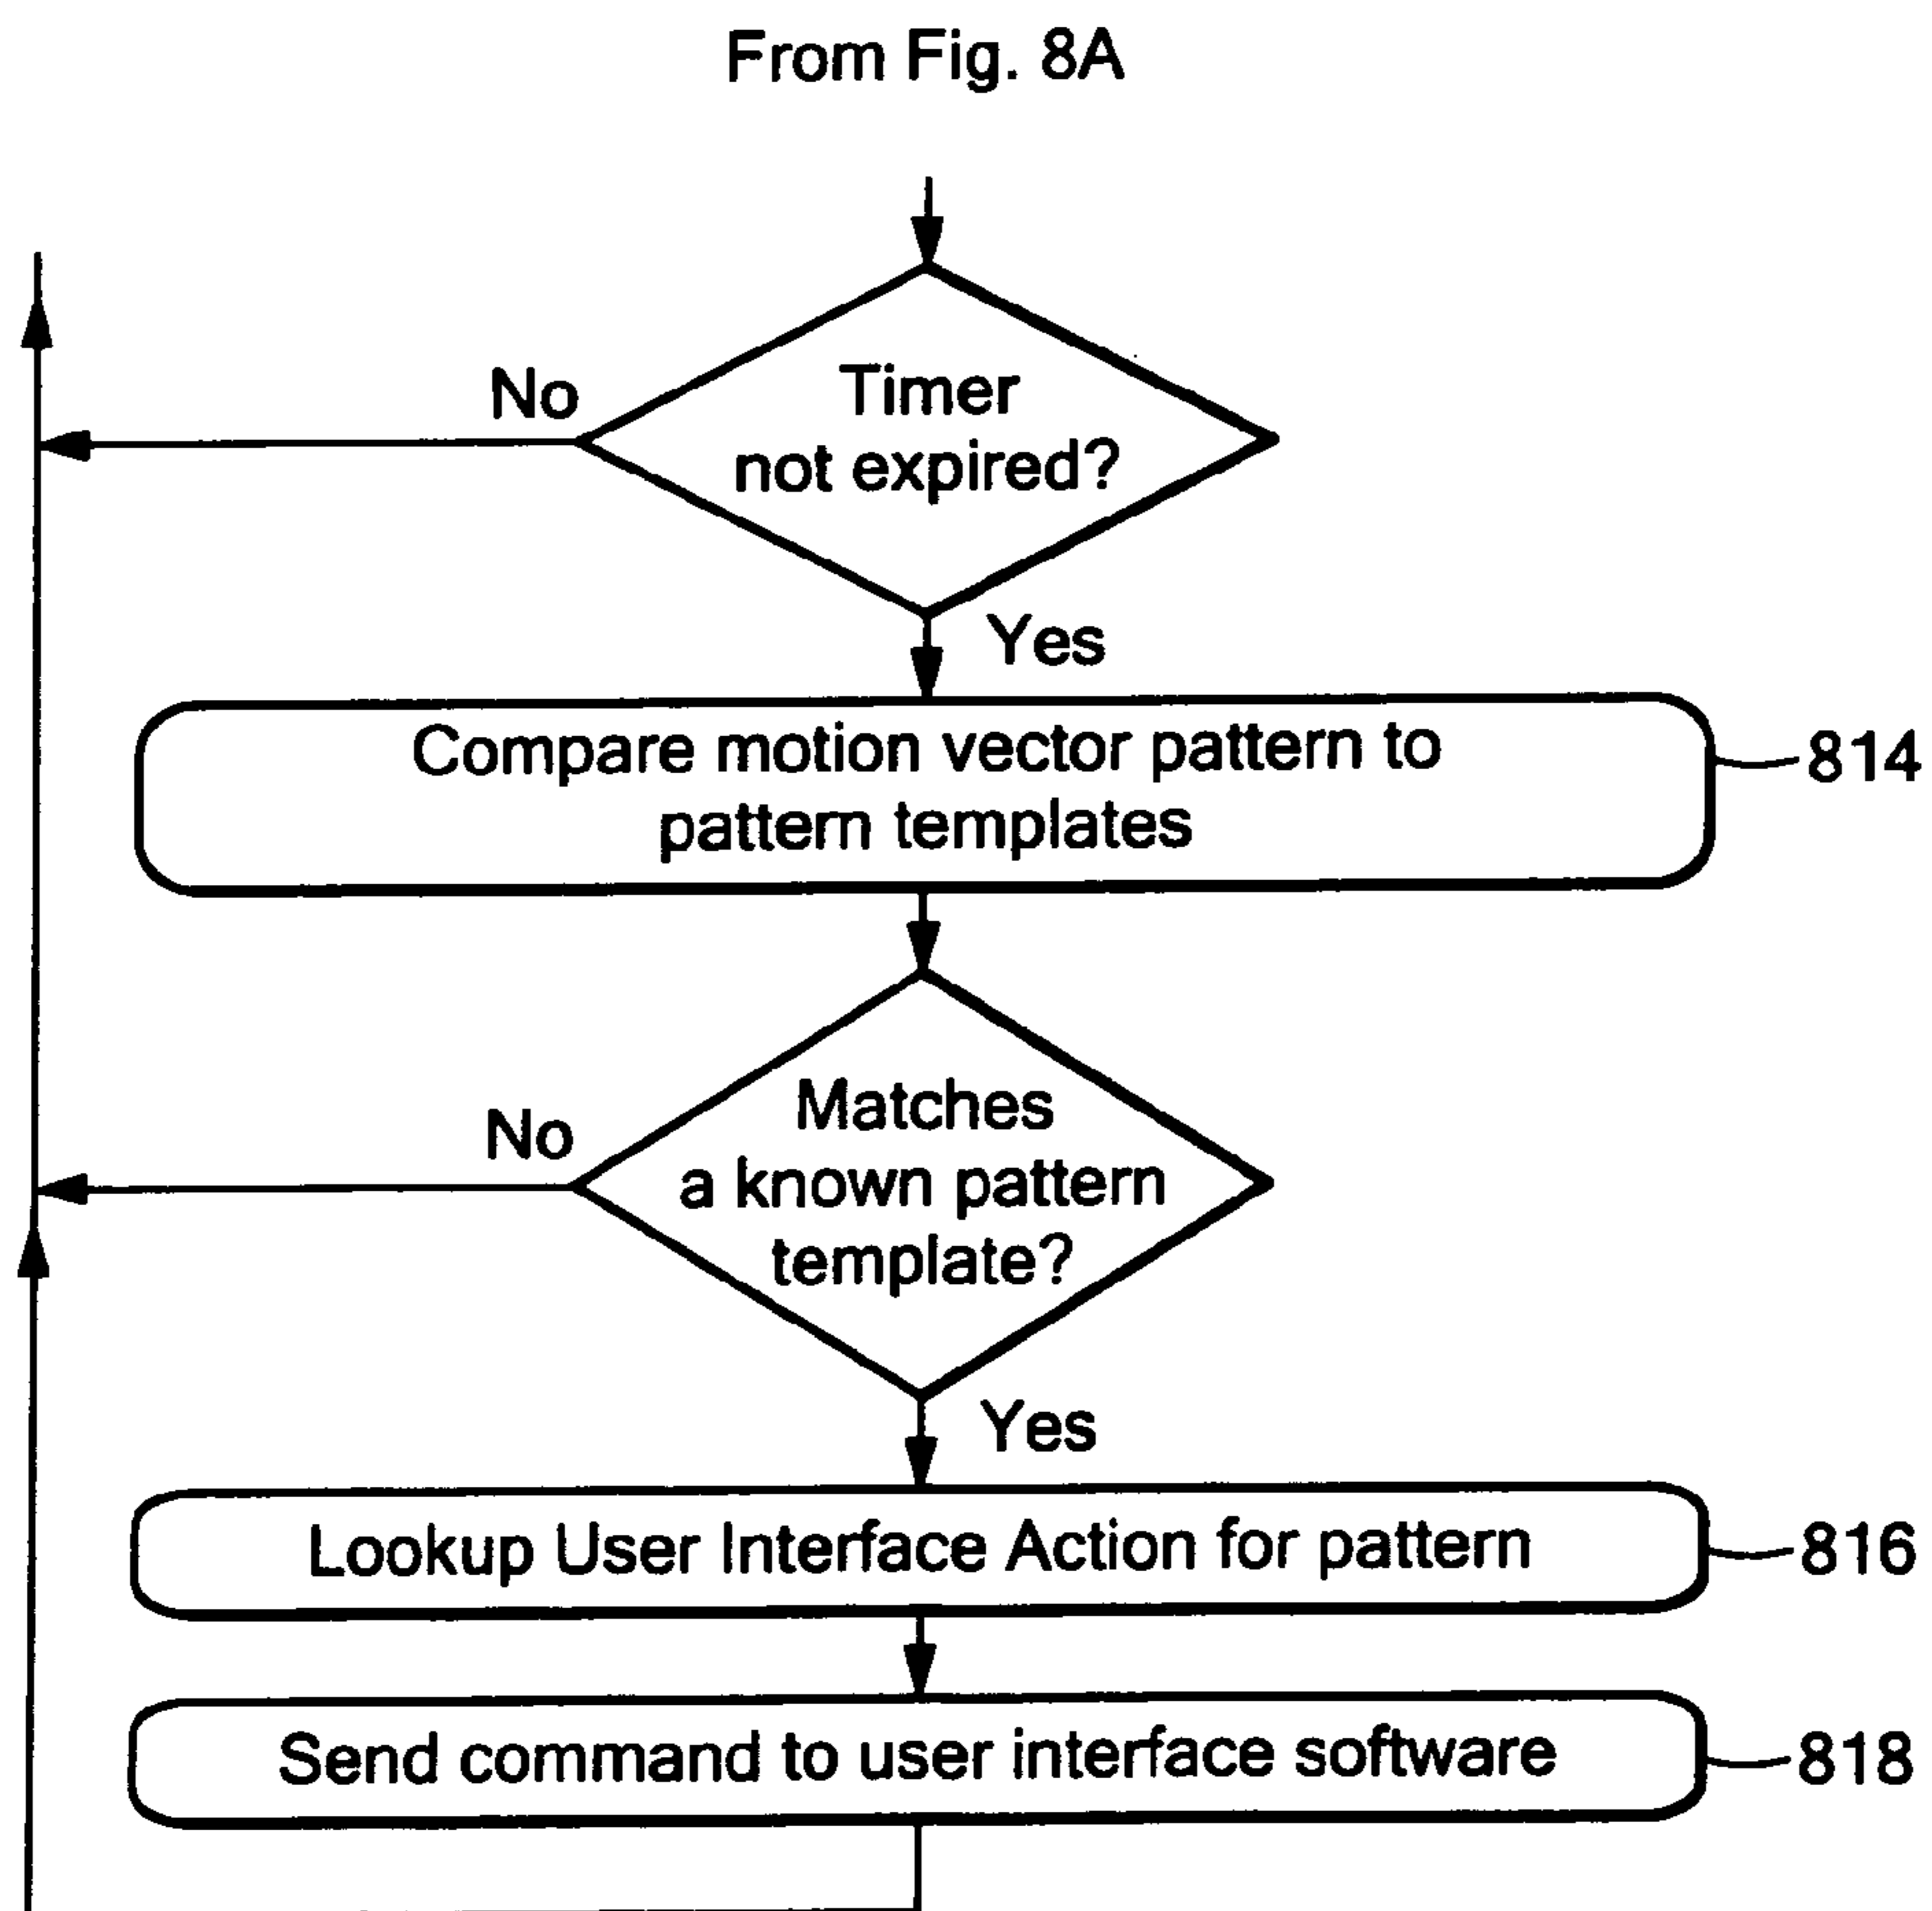 From Fig. 8A
No
Timer
not expired?
Yes
Compare motion vector pattern to
pattern templates
814
No
Matches
a known pattern
template?
Yes
Lookup User Interface Action for pattern
816
Send command to user interface software
818